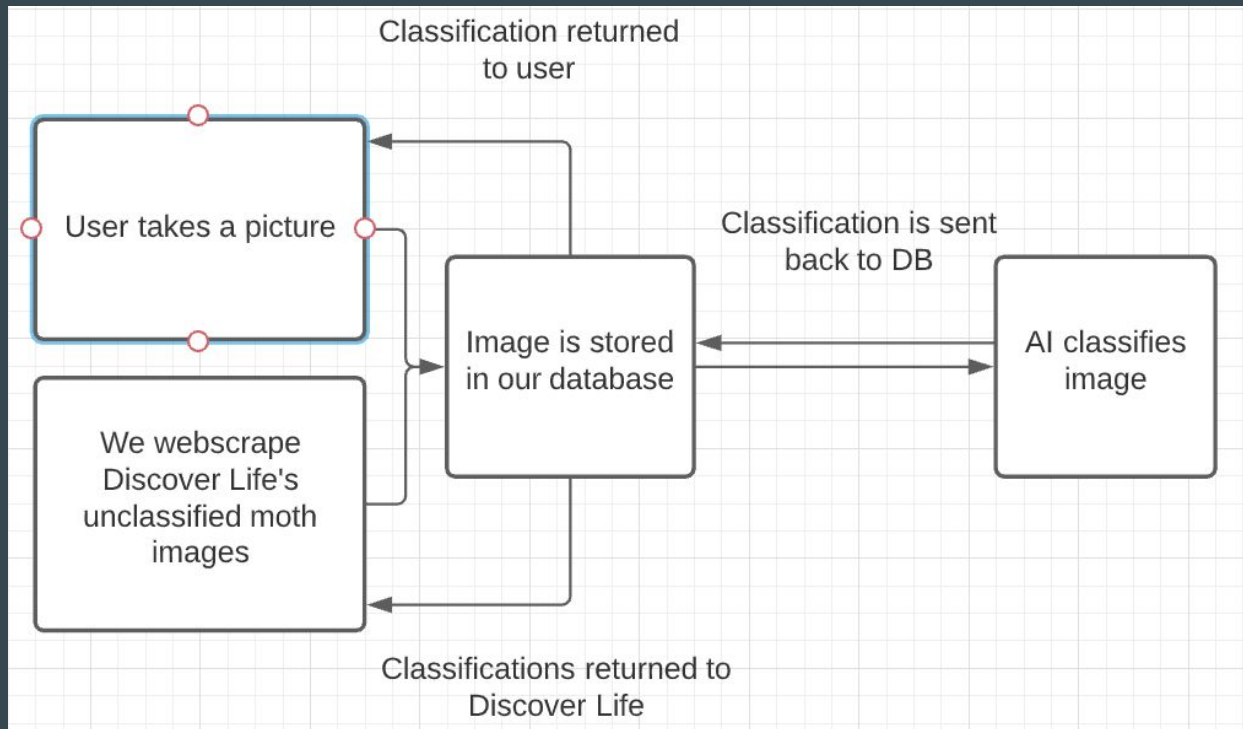 Classification returned
to user
User takes a picture
Classification is sent
back to DB
Image is stored
in our database
AI classifies
image
We webscrape
Discover Life's
unclassified moth
images
Classifications returned to
Discover Life